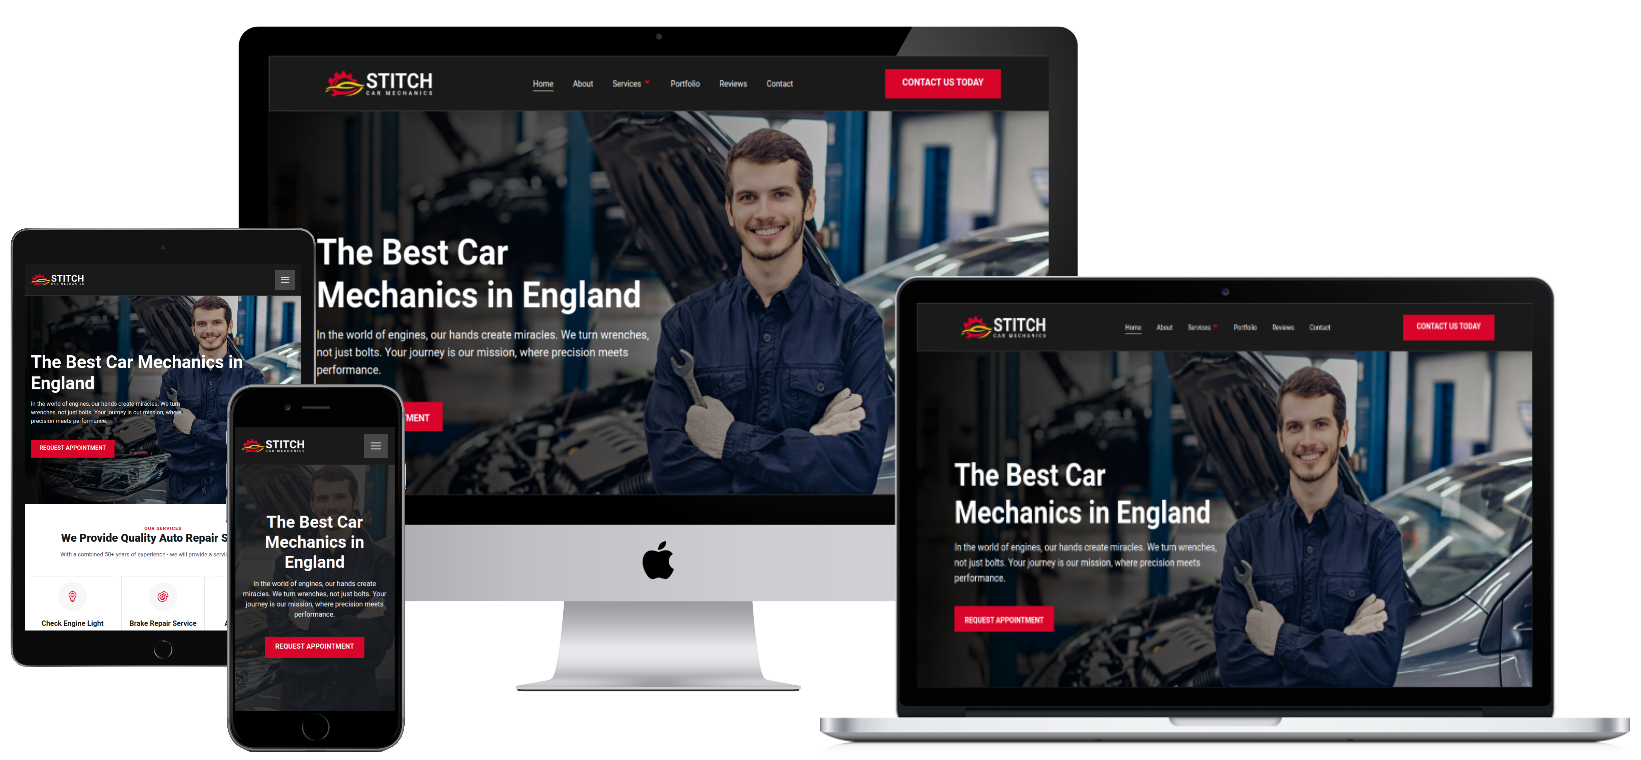 STITCH
CAR MECHANICS
Home About Services Portfolio Reviews Contact
CONTACT US TODAY
The Best Car
Mechanics in England
In the world of engines, our hands create miracles. We turn wrenches,
not just bolts. Your journey is our mission, where precision meets
performance.
MENT
STITCH
CAR MECHANICS
The Best Car Mechanics in
England
In the world of engines, our hands create miracles. We turn
wrenches, not just bolts. Your journey is our mission, where
precision meets performance.
REQUEST APPOINTMENT
OUR SERVICES
We Provide Quality Auto Repair S
With a combined 50+ years of experience - we will provide a servi
Check Engine Light
Brake Repair Service
A
STITCH
CAR MECHANICS
The Best Car
Mechanics in
England
In the world of engines, our hands create
miracles. We turn wrenches, not just bolts. Your
journey is our mission, where precision meets
performance.
REQUEST APPOINTMENT
STITCH
CAR MECHANICS
Home About Services Portfolio Reviews Contact
CONTACT US TODAY
The Best Car
Mechanics in England
In the world of engines, our hands create miracles. We turn wrenches,
not just bolts. Your journey is our mission, where precision meets
performance.
REQUEST APPOINTMENT